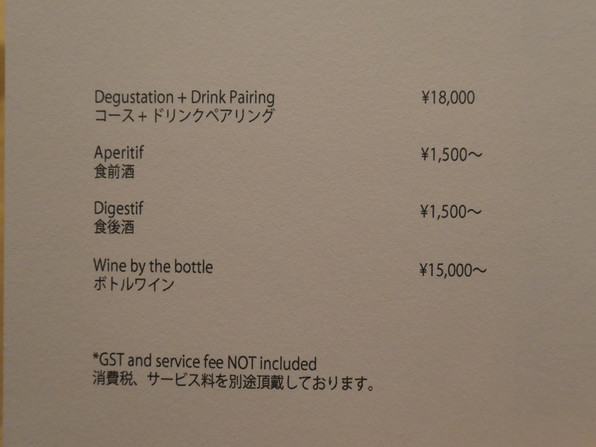 Degustation + Drink Pairing ¥18,000
コース + ドリンクペアリング
Aperitif ¥1,500〜
食前酒
Digestif ¥1,500〜
食後酒
Wine by the bottle ¥15,000〜
ボトルワイン
*GST and service fee NOT included
消費税、サービス料を別途頂戴しております。